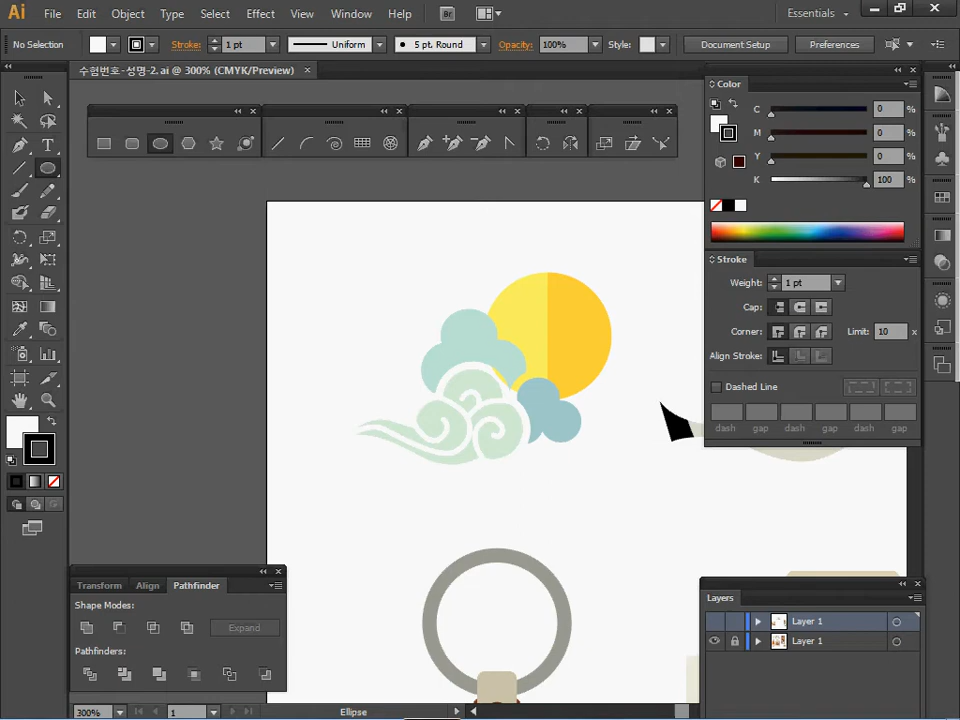 Ai File Edit Object Type Select Effect View Window Help Br Essentials
No Selection Stroke: 1 pt Uniform 5 pt. Round Opacity: 100% Style: Document Setup Preferences
수험번호-성명-2. ai @ 300% (CMYK/Preview)
Color
C 0 %
M 0 %
Y 0 %
K 100 %
Stroke
Weight: 1 pt
Cap:
Corner: Limit: 10 x
Align Stroke:
Dashed Line
dash gap dash gap dash gap
Transform Align Pathfinder
Shape Modes:
Expand
Pathfinders:
Layers
Layer 1
Layer 1
300% 1 Ellipse